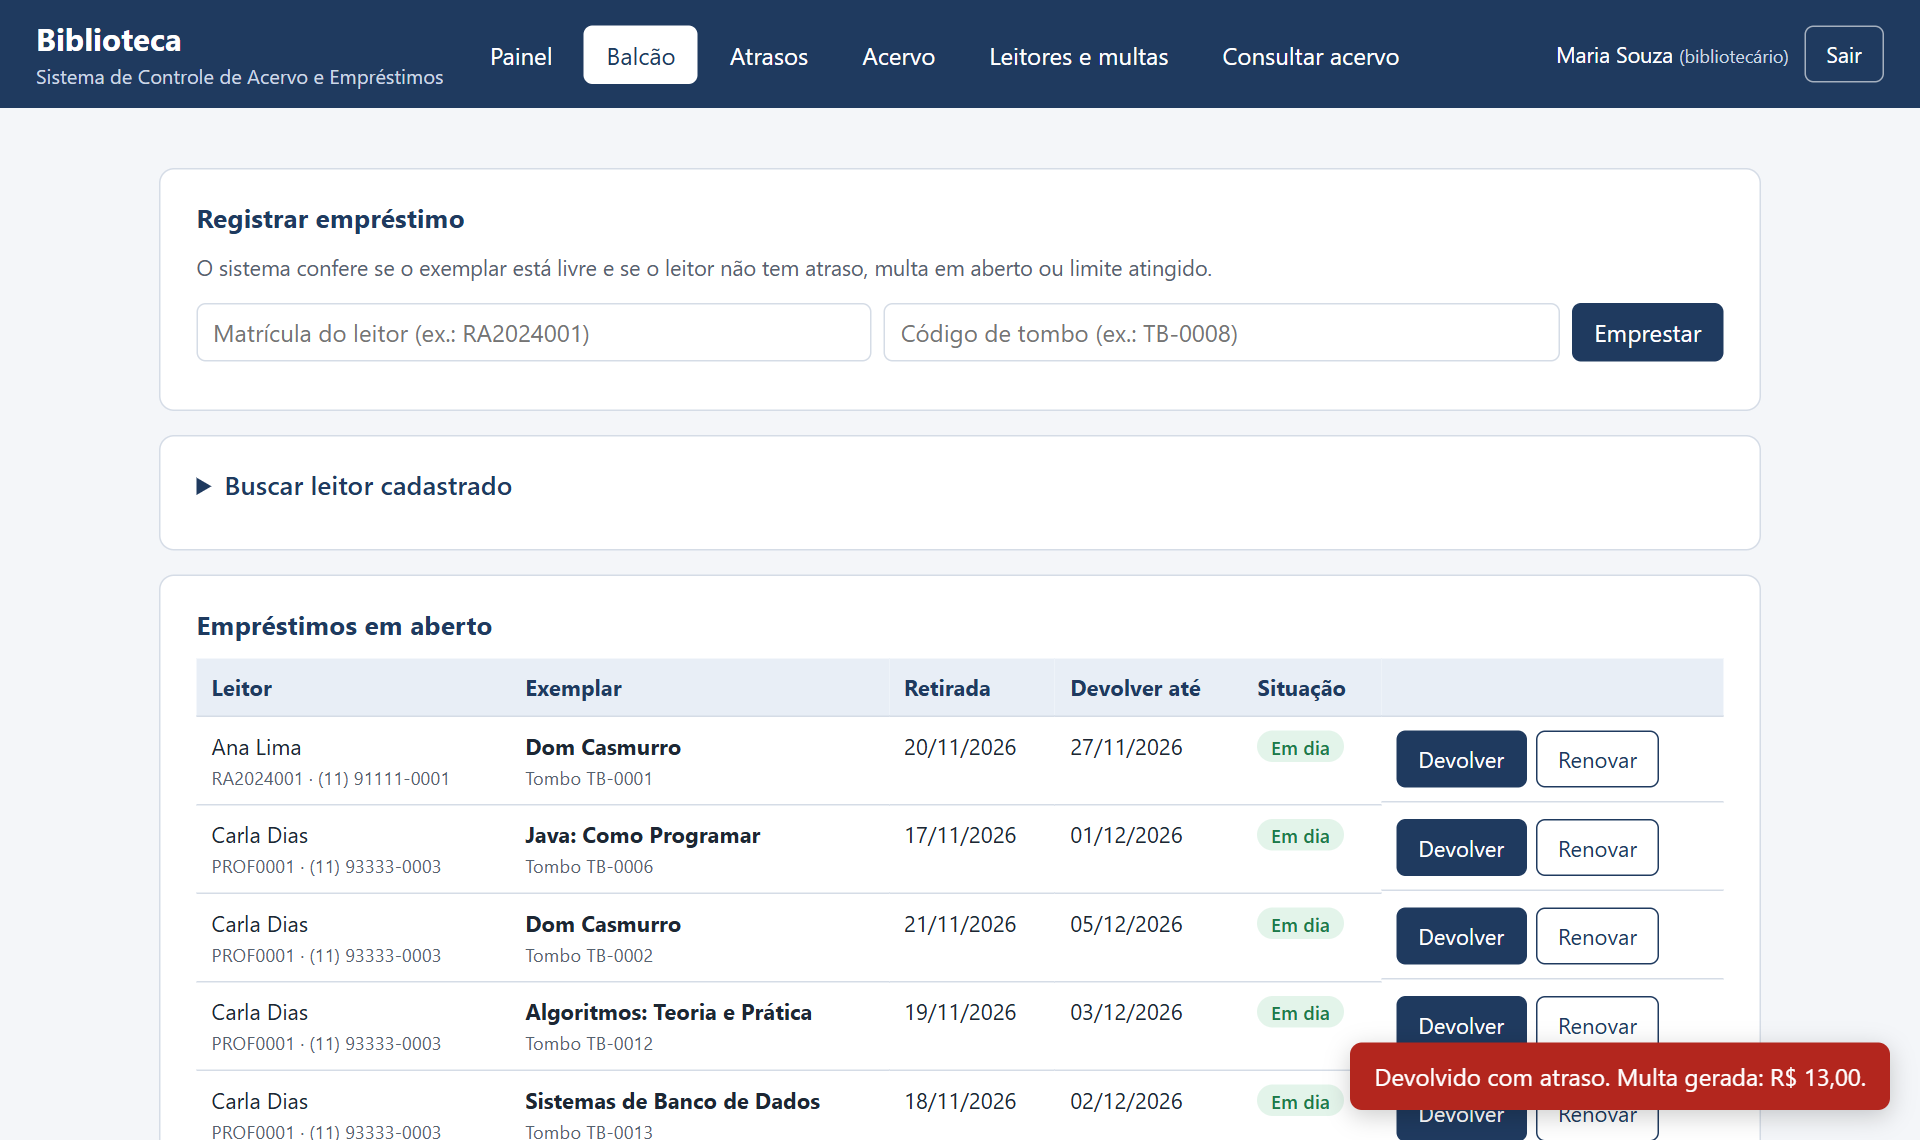 Biblioteca
Sistema de Controle de Acervo e Empréstimos
Painel
Balcão
Atrasos
Acervo
Leitores e multas
Consultar acervo
Maria Souza (bibliotecário)
Sair
Registrar empréstimo
O sistema confere se o exemplar está livre e se o leitor não tem atraso, multa em aberto ou limite atingido.
Matrícula do leitor (ex.: RA2024001)
Código de tombo (ex.: TB-0008)
Emprestar
Buscar leitor cadastrado
Empréstimos em aberto
Leitor Exemplar Retirada Devolver até Situação
Ana Lima Dom Casmurro 20/11/2026 27/11/2026 Em dia Devolver Renovar
RA2024001 · (11) 91111-0001 Tombo TB-0001
Carla Dias Java: Como Programar 17/11/2026 01/12/2026 Em dia Devolver Renovar
PROF0001 · (11) 93333-0003 Tombo TB-0006
Carla Dias Dom Casmurro 21/11/2026 05/12/2026 Em dia Devolver Renovar
PROF0001 · (11) 93333-0003 Tombo TB-0002
Carla Dias Algoritmos: Teoria e Prática 19/11/2026 03/12/2026 Em dia Devolver Renovar
PROF0001 · (11) 93333-0003 Tombo TB-0012
Carla Dias Sistemas de Banco de Dados 18/11/2026 02/12/2026 Em dia Devolver Renovar
PROF0001 · (11) 93333-0003 Tombo TB-0013
Devolvido com atraso. Multa gerada: R$ 13,00.